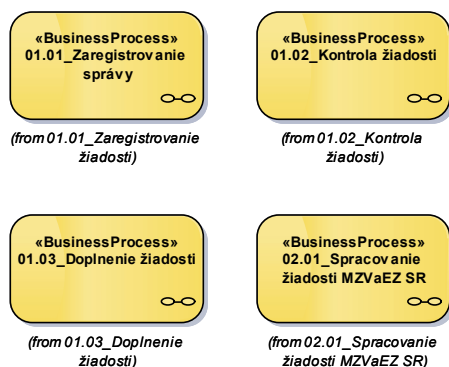 «BusinessProcess»
01.01_Zaregistrovanie
správy
(from 01.01_Zaregistrovanie
žiadosti)
«BusinessProcess»
01.02_Kontrola žiadosti
(from 01.02_Kontrola
žiadosti)
«BusinessProcess»
01.03_Doplnenie žiadosti
(from 01.03_Doplnenie
žiadosti)
«BusinessProcess»
02.01_Spracovanie
žiadosti MZVaEZ SR
(from 02.01_Spracovanie
žiadosti MZVaEZ SR)